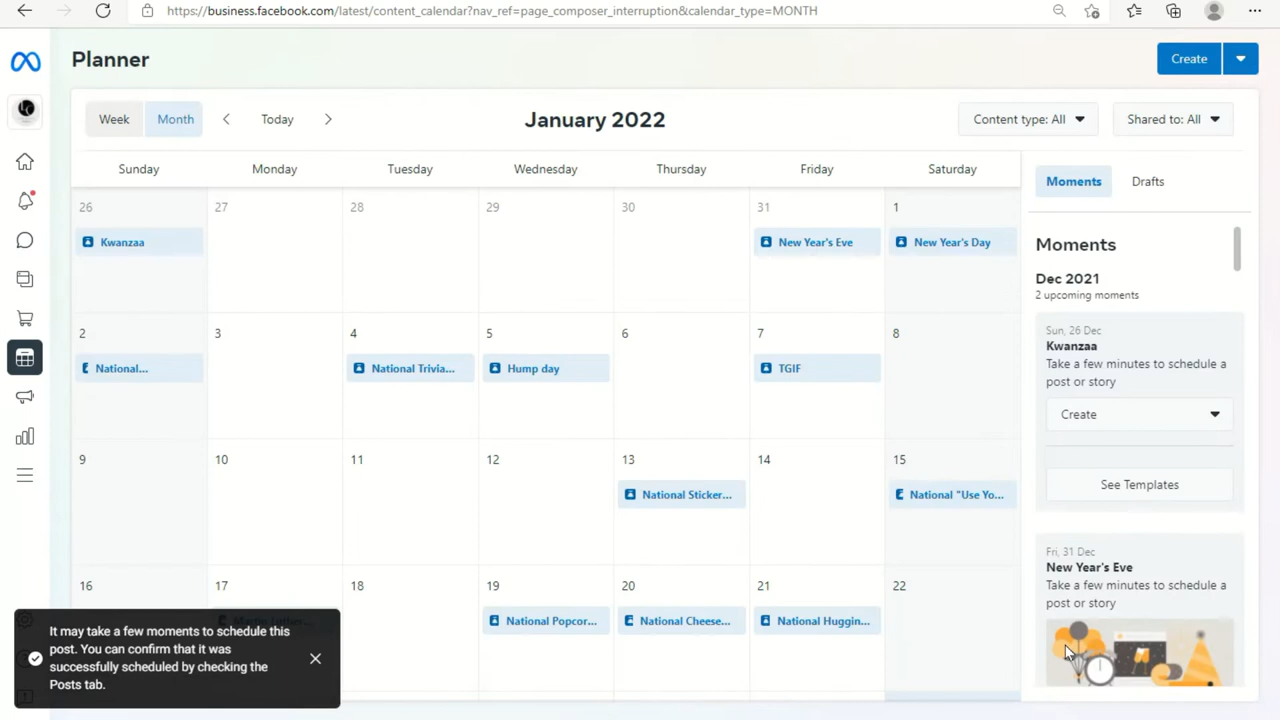 https://business.facebook.com/latest/content_calendar?nav_ref=page_composer_interruption&calendar_type=MONTH
Planner
Create
Week
Month
Today
January 2022
Content type: All
Shared to: All
Sunday
Monday
Tuesday
Wednesday
Thursday
Friday
Saturday
26
27
28
29
30
31
1
Kwanzaa
New Year's Eve
New Year's Day
2
3
4
5
6
7
8
National...
National Trivia...
Hump day
TGIF
9
10
11
12
13
14
15
National Sticker...
National "Use Yo...
16
17
18
19
20
21
22
National Popcor...
National Cheese...
National Huggin...
Moments
Drafts
Moments
Dec 2021
2 upcoming moments
Sun, 26 Dec
Kwanzaa
Take a few minutes to schedule a
post or story
Create
See Templates
Fri, 31 Dec
New Year's Eve
Take a few minutes to schedule a
post or story
It may take a few moments to schedule this
post. You can confirm that it was
successfully scheduled by checking the
Posts tab.